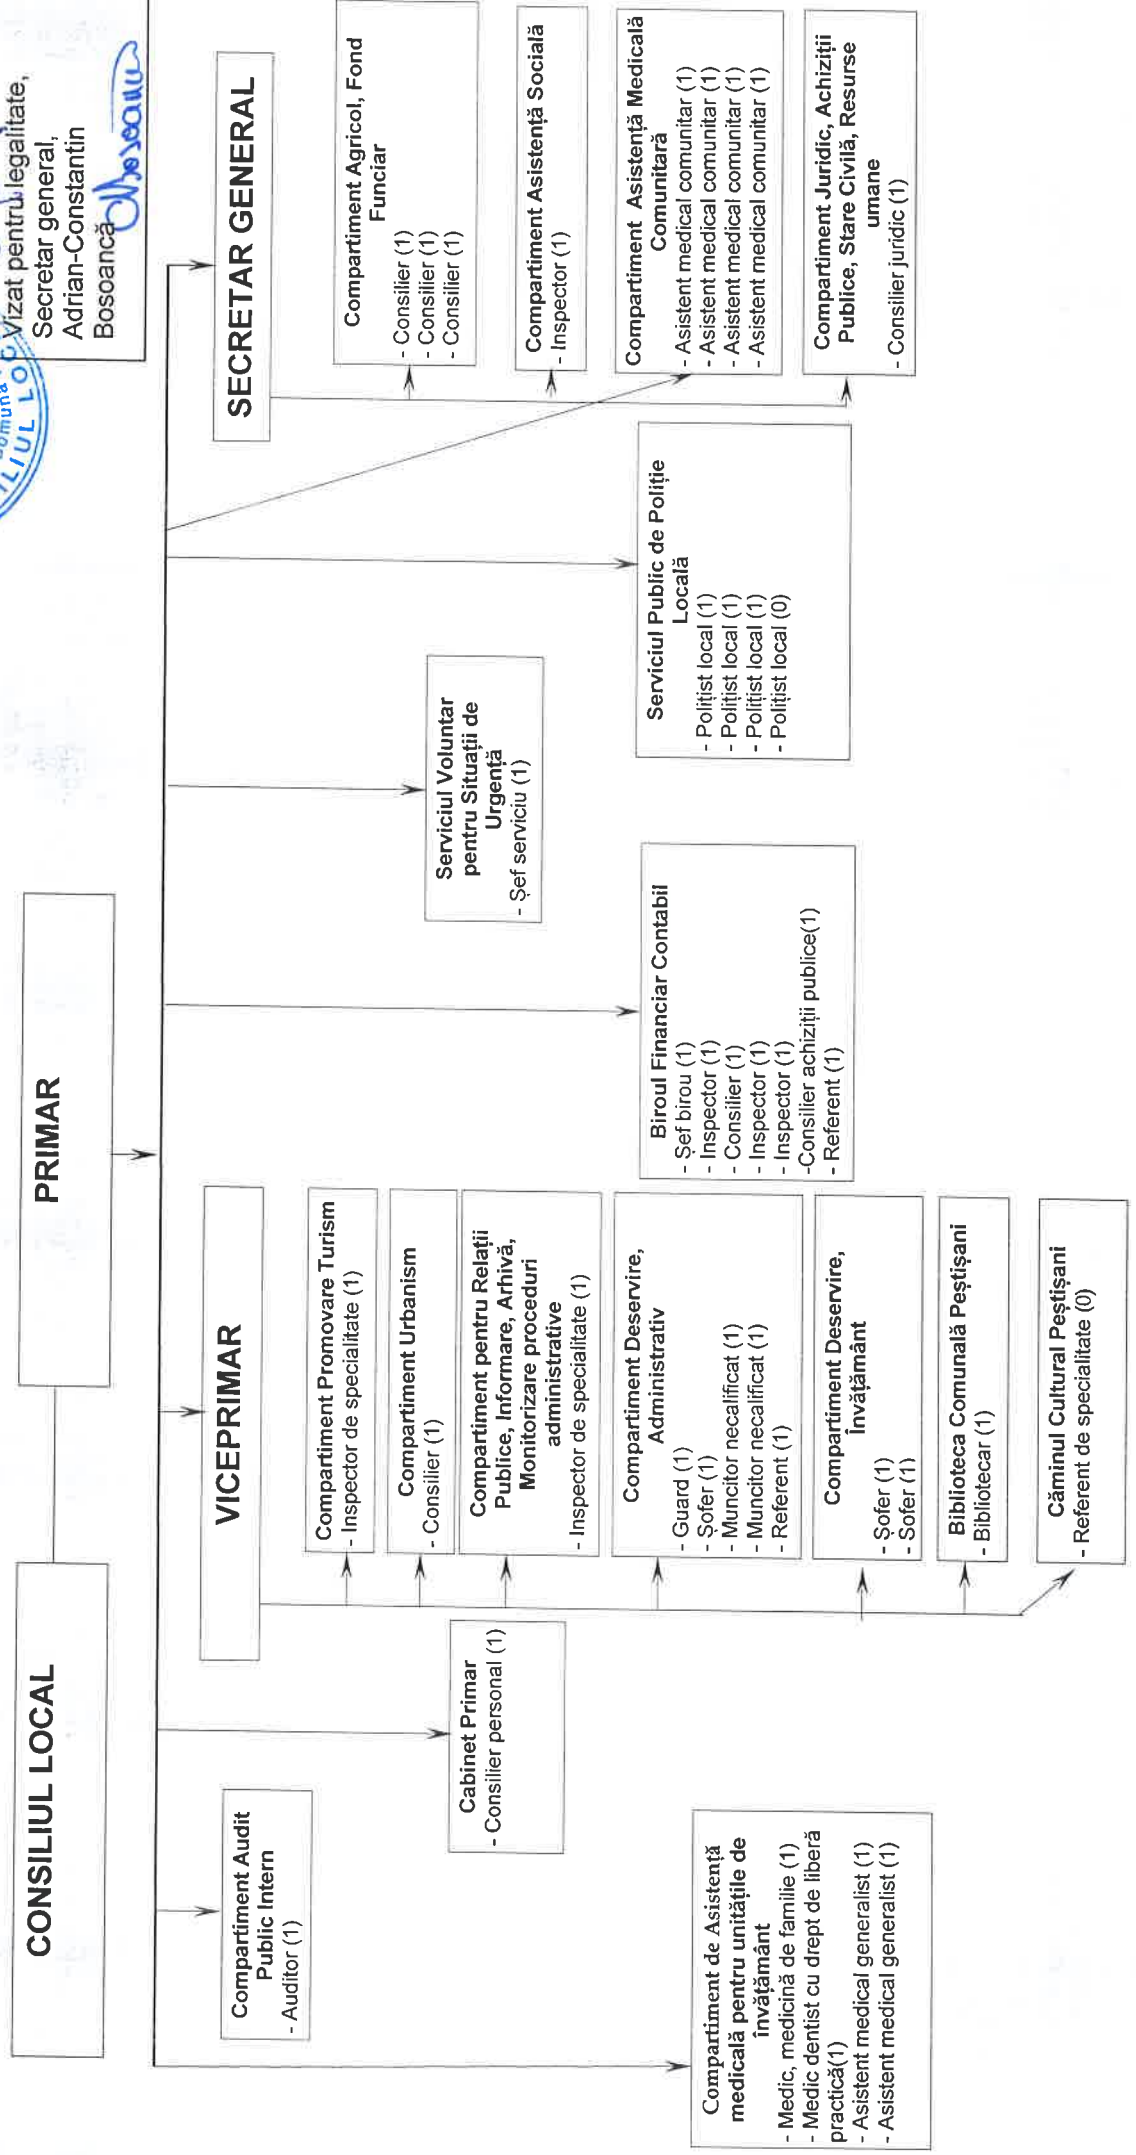 Vizat pentru legalitate,
Secretar general,
Adrian-Constantin
Bosoancă
Comuna
CONSILIUL LOCAL
PRIMAR
VICEPRIMAR
SECRETAR GENERAL
Compartiment Audit
Public Intern
- Auditor (1)
Cabinet Primar
- Consilier personal (1)
Compartiment de Asistență
medicală pentru unitățile de
învățământ
- Medic, medicină de familie (1)
- Medic dentist cu drept de liberă
practică(1)
- Asistent medical generalist (1)
- Asistent medical generalist (1)
Compartiment Promovare Turism
- Inspector de specialitate (1)
Compartiment Urbanism
- Consilier (1)
Compartiment pentru Relații
Publice, Informare, Arhivă,
Monitorizare proceduri
administrative
- Inspector de specialitate (1)
Compartiment Deservire,
Administrativ
- Guard (1)
- Șofer (1)
- Muncitor necalificat (1)
- Muncitor necalificat (1)
- Referent (1)
Compartiment Deservire,
Învățământ
- Șofer (1)
- Șofer (1)
Biblioteca Comunală Peștișani
- Bibliotecar (1)
Căminul Cultural Peștișani
- Referent de specialitate (0)
Biroul Financiar Contabil
- Șef birou (1)
- Inspector (1)
- Consilier (1)
- Inspector (1)
- Inspector (1)
-Consilier achiziții publice(1)
- Referent (1)
Serviciul Voluntar
pentru Situații de
Urgență
- Șef serviciu (1)
Serviciul Public de Poliție
Locală
- Polițist local (1)
- Polițist local (1)
- Polițist local (1)
- Polițist local (0)
Compartiment Agricol, Fond
Funciar
- Consilier (1)
- Consilier (1)
- Consilier (1)
Compartiment Asistență Socială
- Inspector (1)
Compartiment Asistență Medicală
Comunitară
- Asistent medical comunitar (1)
- Asistent medical comunitar (1)
- Asistent medical comunitar (1)
- Asistent medical comunitar (1)
Compartiment Juridic, Achiziții
Publice, Stare Civilă, Resurse
umane
- Consilier juridic (1)